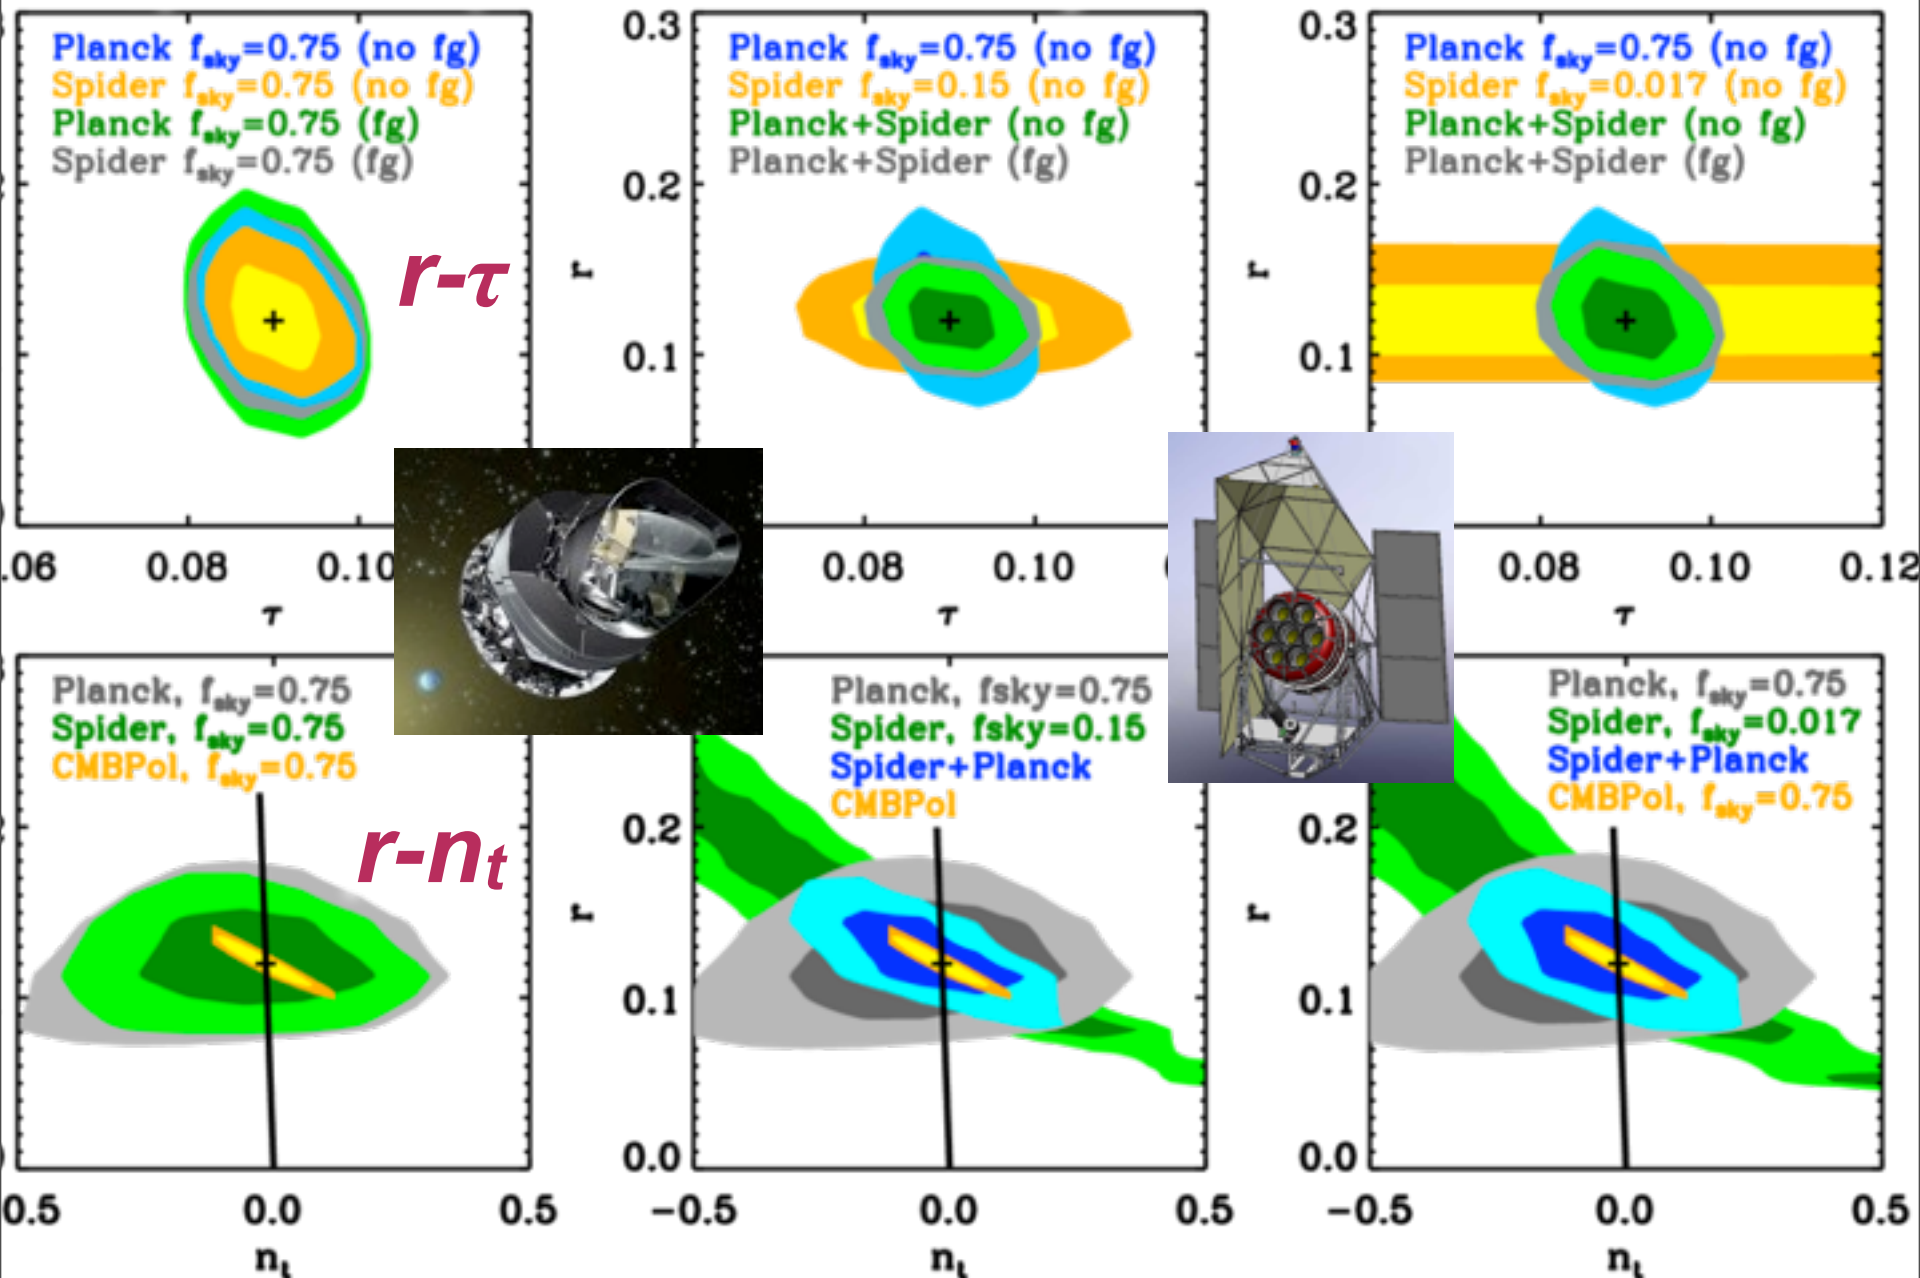 Planck fsky=0.75 (no fg)
Spider fsky=0.75 (no fg)
Planck fsky=0.75 (fg)
Spider fsky=0.75 (fg)
r-τ
.06 0.08 0.10
τ
0.3
0.2
0.1
r
Planck fsky=0.75 (no fg)
Spider fsky=0.15 (no fg)
Planck+Spider (no fg)
Planck+Spider (fg)
0.08 0.10
τ
0.3
0.2
0.1
r
Planck fsky=0.75 (no fg)
Spider fsky=0.017 (no fg)
Planck+Spider (no fg)
Planck+Spider (fg)
0.08 0.10 0.12
τ
Planck, fsky=0.75
Spider, fsky=0.75
CMBPol, fsky=0.75
r-nt
0.5 0.0 0.5
nt
0.2
0.1
0.0
r
Planck, fsky=0.75
Spider, fsky=0.15
Spider+Planck
CMBPol
−0.5 0.0 0.5
nt
0.2
0.1
0.0
r
Planck, fsky=0.75
Spider, fsky=0.017
Spider+Planck
CMBPol, fsky=0.75
−0.5 0.0 0.5
nt